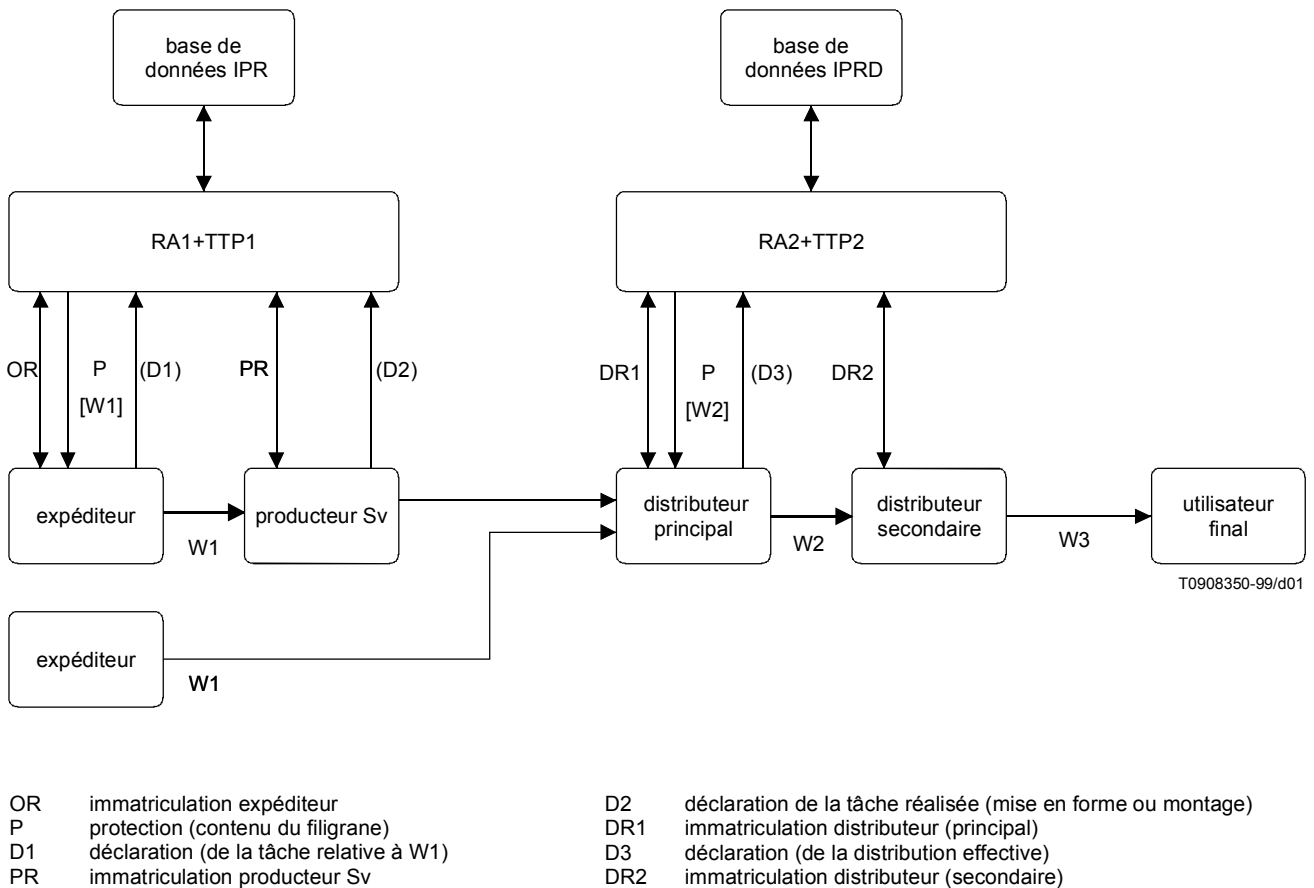 base de
données IPR
base de
données IPRD
RA1+TTP1
RA2+TTP2
OR
P
[W1]
(D1)
PR
(D2)
DR1
P
[W2]
(D3)
DR2
expéditeur
W1
producteur Sv
distributeur
principal
W2
distributeur
secondaire
W3
utilisateur
final
T0908350-99/d01
expéditeur
W1
OR immatriculation expéditeur
P protection (contenu du filigrane)
D1 déclaration (de la tâche relative à W1)
PR immatriculation producteur Sv
D2 déclaration de la tâche réalisée (mise en forme ou montage)
DR1 immatriculation distributeur (principal)
D3 déclaration (de la distribution effective)
DR2 immatriculation distributeur (secondaire)